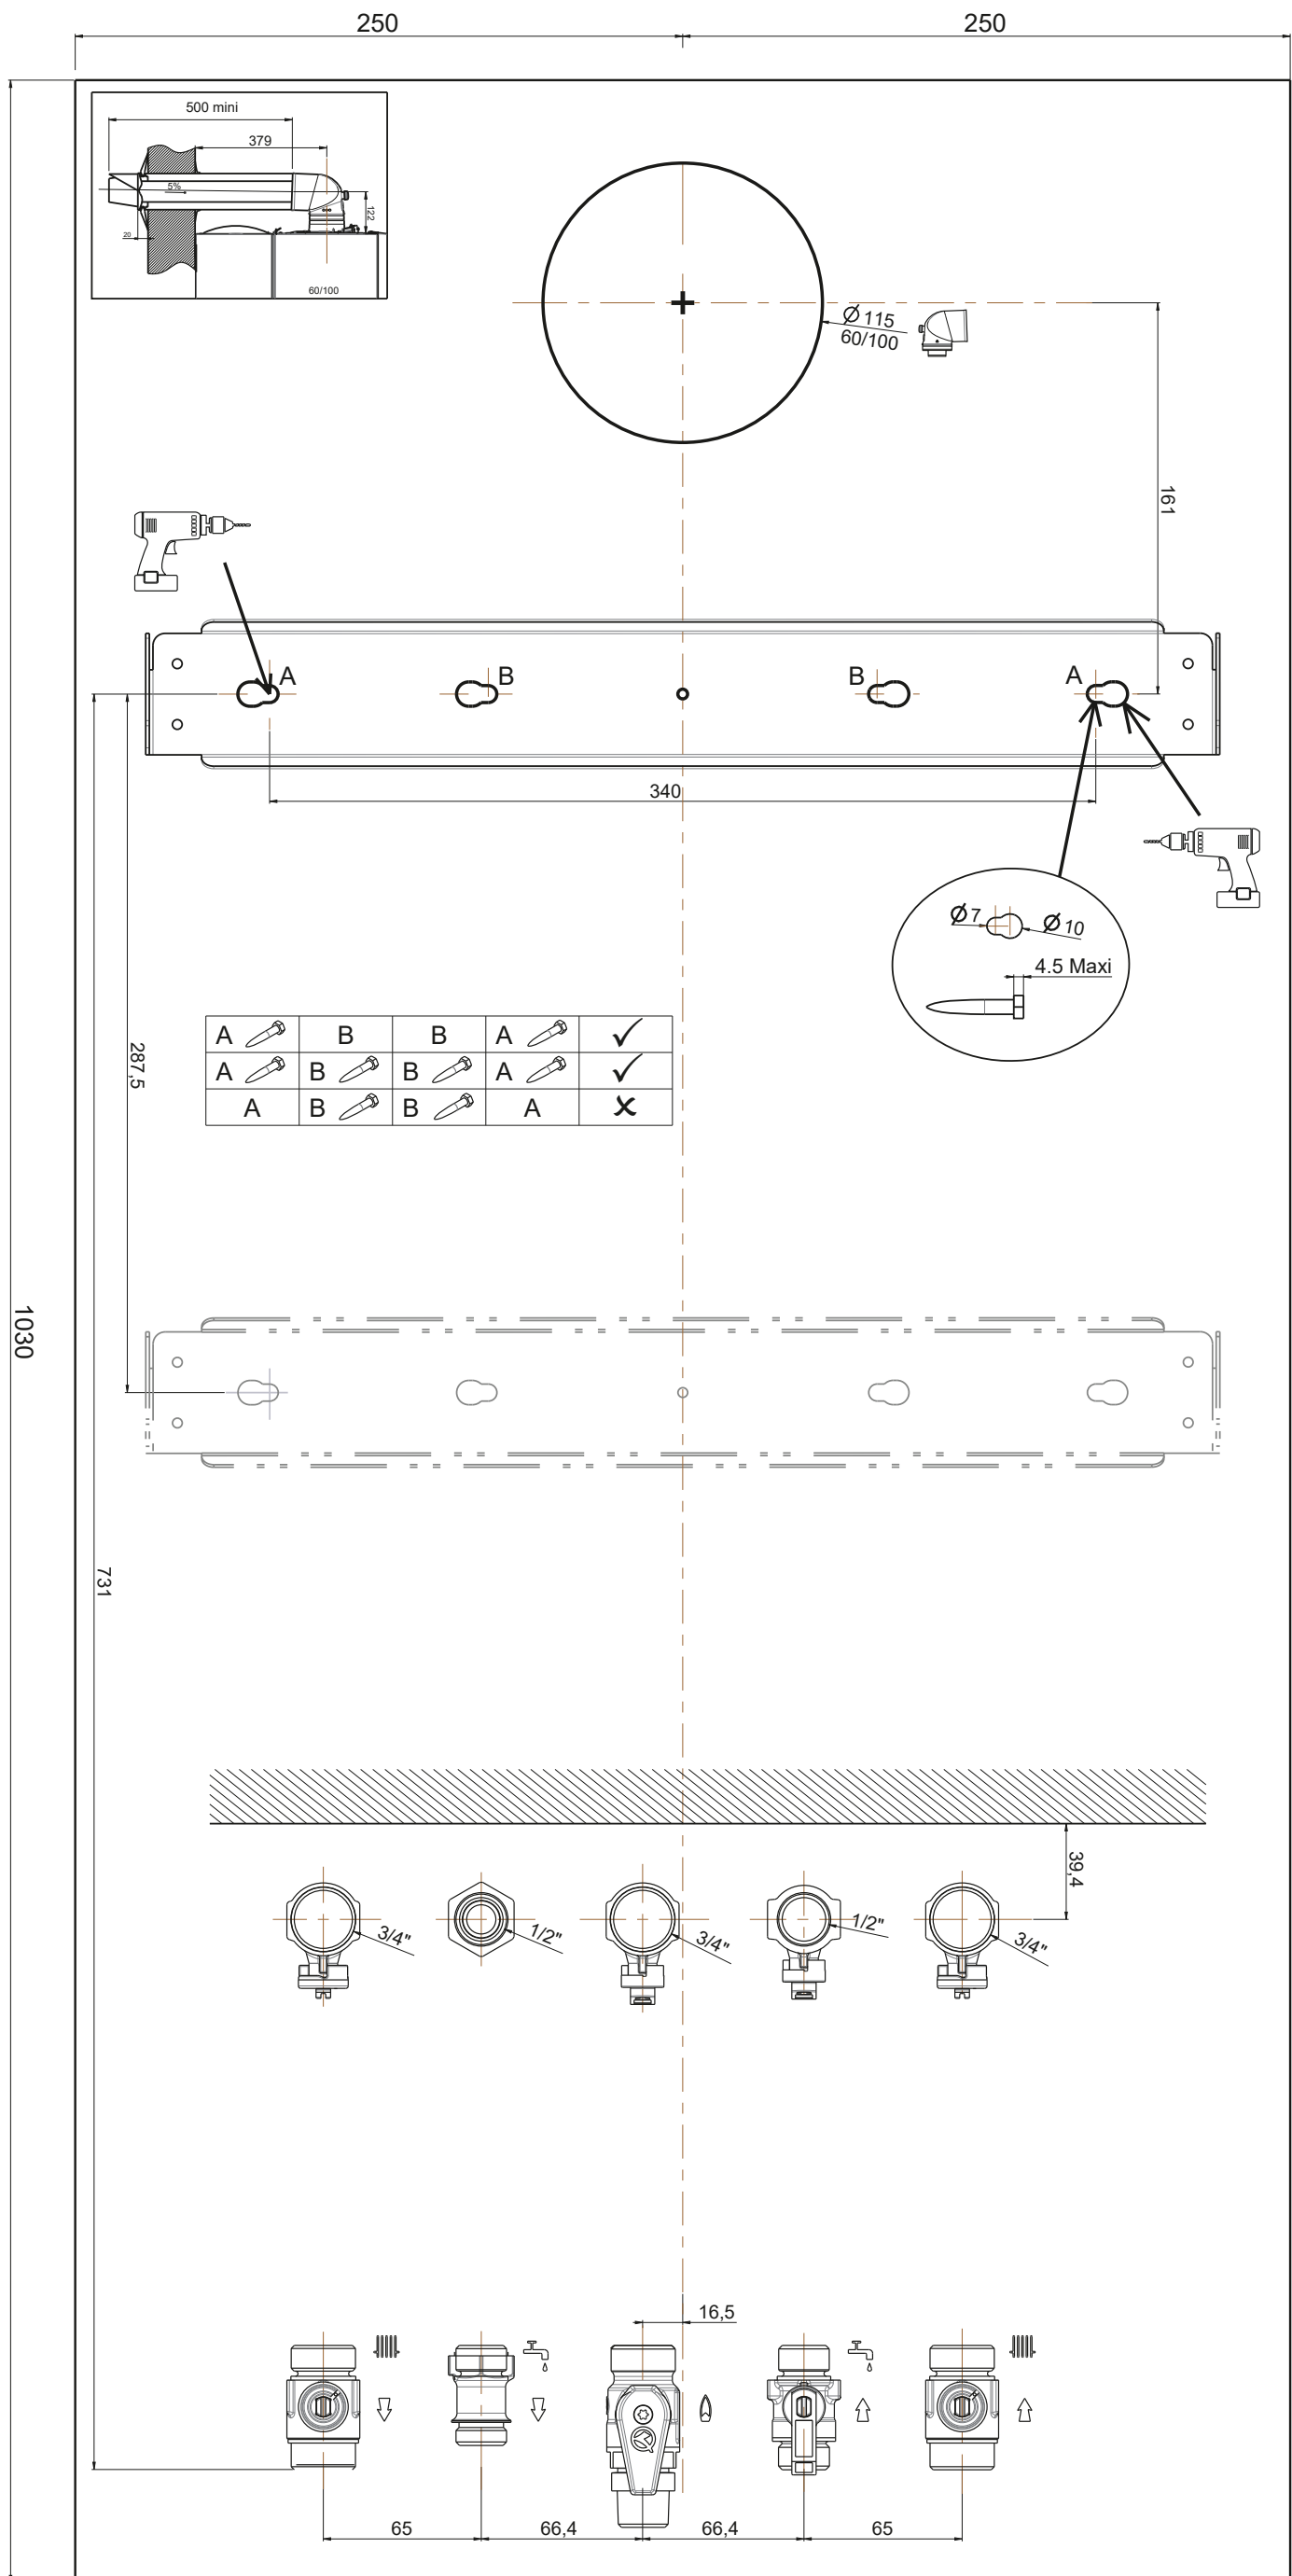 250 250
500 mini
379
5%
122
20
60/100
Ø 115
60/100
161
A B B A
340
Ø 7 Ø 10
4.5 Maxi
A B B A ✓
A B B A ✓
A B B A ✗
287,5
1030
731
39,4
3/4" 1/2" 3/4" 1/2" 3/4"
16,5
65 66,4 66,4 65